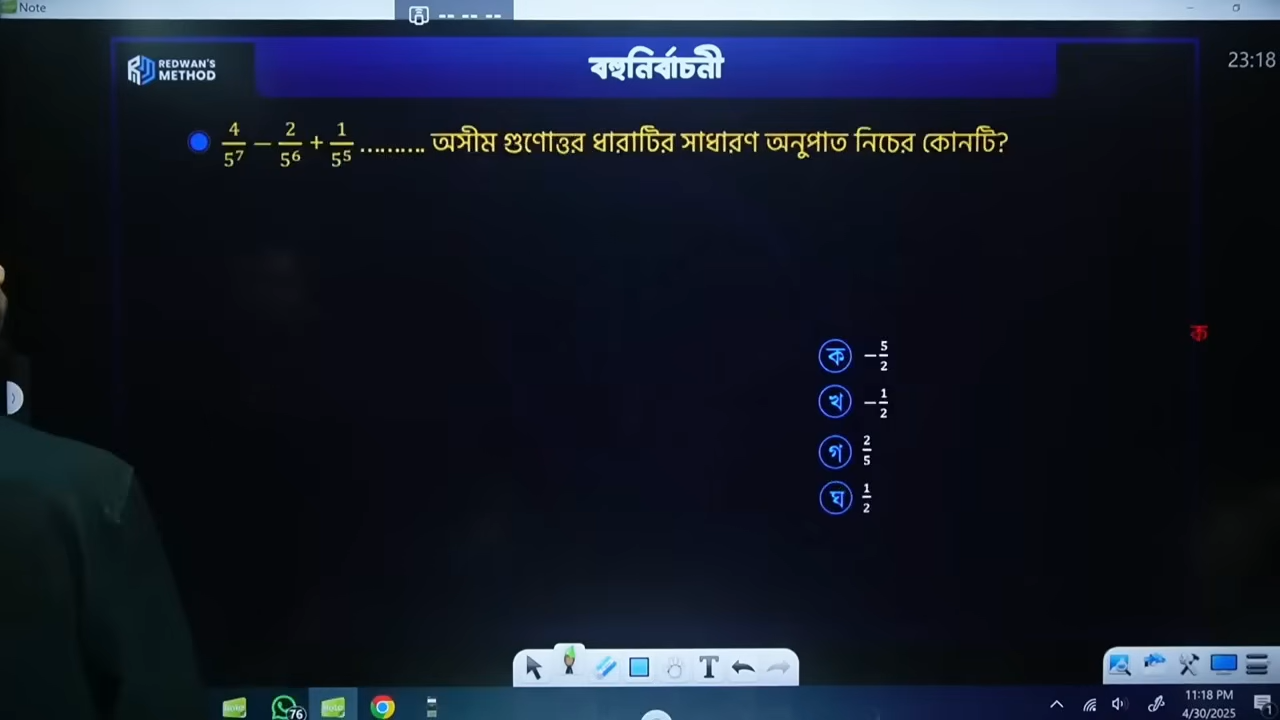 Note
-- -- --
REDWAN'S
METHOD
বহুনির্বাচনী
23:18
4/5⁷ − 2/5⁶ + 1/5⁵ .......... অসীম গুণোত্তর ধারাটির সাধারণ অনুপাত নিচের কোনটি?
ক
ক −5/2
খ −1/2
গ 2/5
ঘ 1/2
T
76
11:18 PM
4/30/2025
1